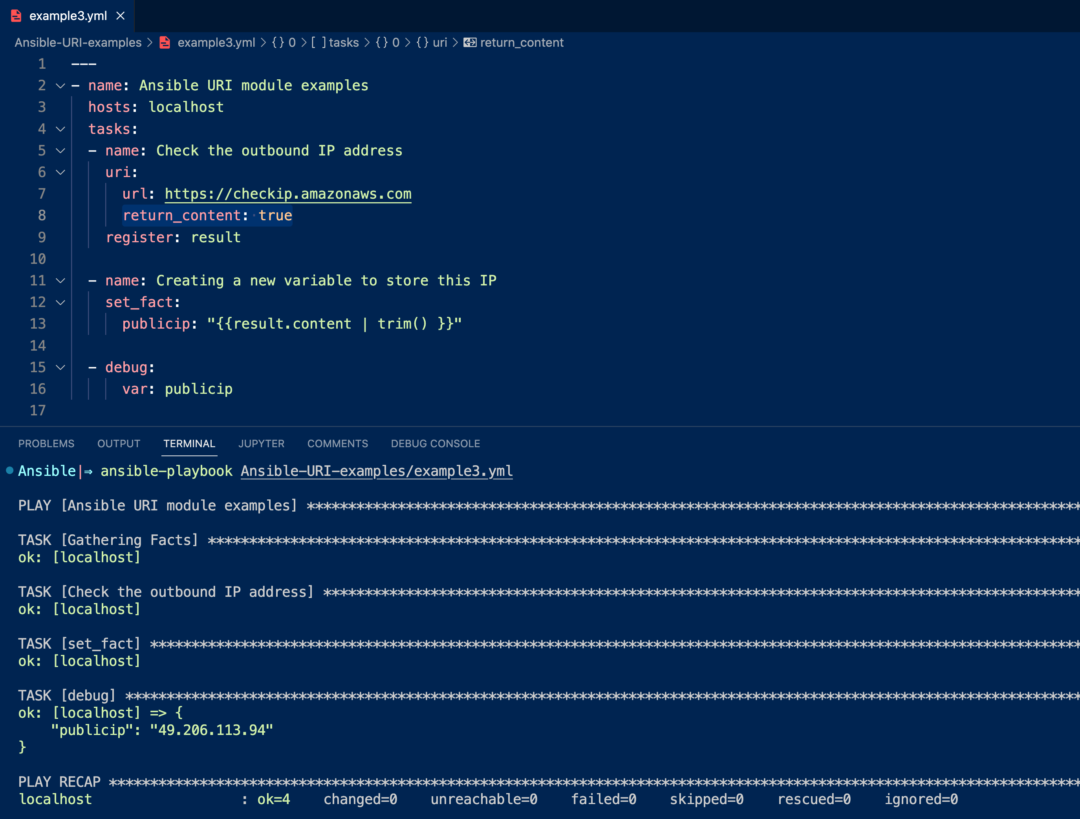 example3.yml ×
Ansible-URI-examples > example3.yml > { } 0 > [ ] tasks > { } 0 > { } uri > return_content
1 ---
2 - name: Ansible URI module examples
3 hosts: localhost
4 tasks:
5 - name: Check the outbound IP address
6 uri:
7 url: https://checkip.amazonaws.com
8 return_content: true
9 register: result
10
11 - name: Creating a new variable to store this IP
12 set_fact:
13 publicip: "{{result.content | trim() }}"
14
15 - debug:
16 var: publicip
17
PROBLEMS OUTPUT TERMINAL JUPYTER COMMENTS DEBUG CONSOLE
Ansible|⇒ ansible-playbook Ansible-URI-examples/example3.yml
PLAY [Ansible URI module examples] ********************************************************************************************
TASK [Gathering Facts] ********************************************************************************************************
ok: [localhost]
TASK [Check the outbound IP address] ******************************************************************************************
ok: [localhost]
TASK [set_fact] ***************************************************************************************************************
ok: [localhost]
TASK [debug] ******************************************************************************************************************
ok: [localhost] => {
"publicip": "49.206.113.94"
}
PLAY RECAP ********************************************************************************************************************
localhost : ok=4 changed=0 unreachable=0 failed=0 skipped=0 rescued=0 ignored=0